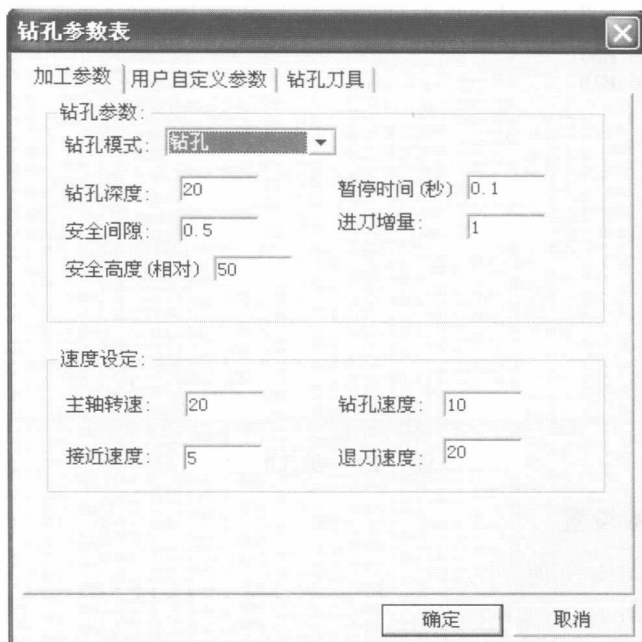 钻孔参数表
加工参数 用户自定义参数 钻孔刀具
钻孔参数:
钻孔模式: 钻孔
钻孔深度: 20 暂停时间(秒) 0.1
安全间隙: 0.5 进刀增量: 1
安全高度(相对) 50
速度设定:
主轴转速: 20 钻孔速度: 10
接近速度: 5 退刀速度: 20
确定 取消